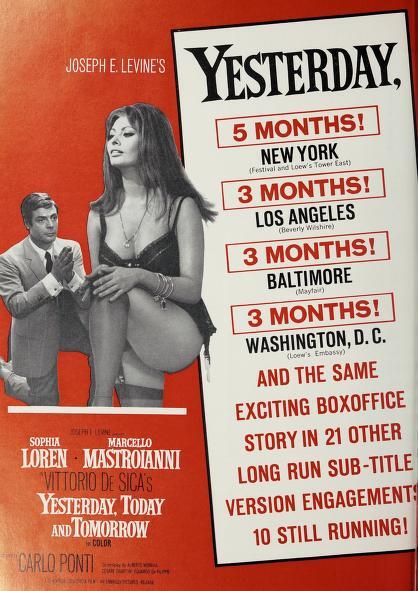 JOSEPH E. LEVINE'S
YESTERDAY,
5 MONTHS!
NEW YORK
(Festival and Loew's Tower East)
3 MONTHS!
LOS ANGELES
(Beverly Wilshire)
3 MONTHS!
BALTIMORE
(Mayfair)
3 MONTHS!
WASHINGTON, D. C.
(Loew's Embassy)
AND THE SAME
EXCITING BOXOFFICE
STORY IN 21 OTHER
LONG RUN SUB-TITLE
VERSION ENGAGEMENTS
10 STILL RUNNING!
JOSEPH E. LEVINE
SOPHIA MARCELLO
LOREN · MASTROIANNI
VITTORIO DE SICA'S
YESTERDAY, TODAY
AND TOMORROW
in COLOR
CARLO PONTI